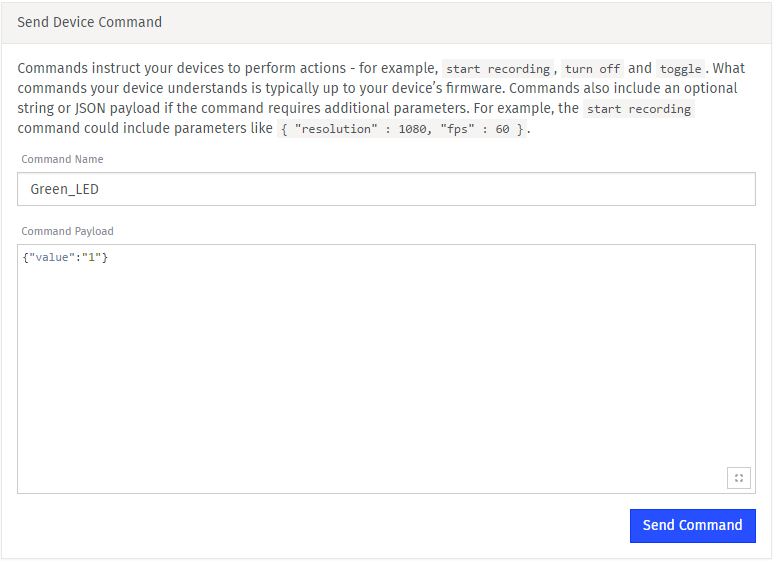 Send Device Command
Commands instruct your devices to perform actions - for example, start recording, turn off and toggle. What
commands your device understands is typically up to your device’s firmware. Commands also include an optional
string or JSON payload if the command requires additional parameters. For example, the start recording
command could include parameters like { "resolution" : 1080, "fps" : 60 }.
Command Name
Green_LED
Command Payload
{"value":"1"}
Send Command